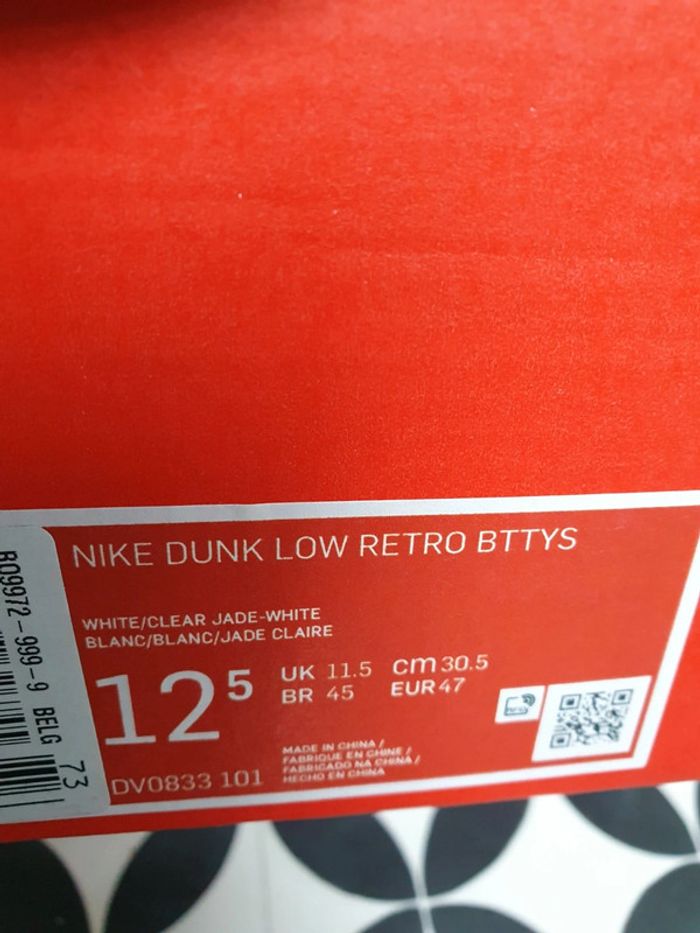 NIKE DUNK LOW RETRO BTTYS
WHITE/CLEAR JADE-WHITE
BLANC/BLANC/JADE CLAIRE
12 5
UK 11.5 cm 30.5
BR 45 EUR 47
MADE IN CHINA /
FABRIQUE EN CHINE /
FABRICADO NA CHINA /
HECHO EN CHINA
DV0833 101
BQ9972-999-9 BELG 73